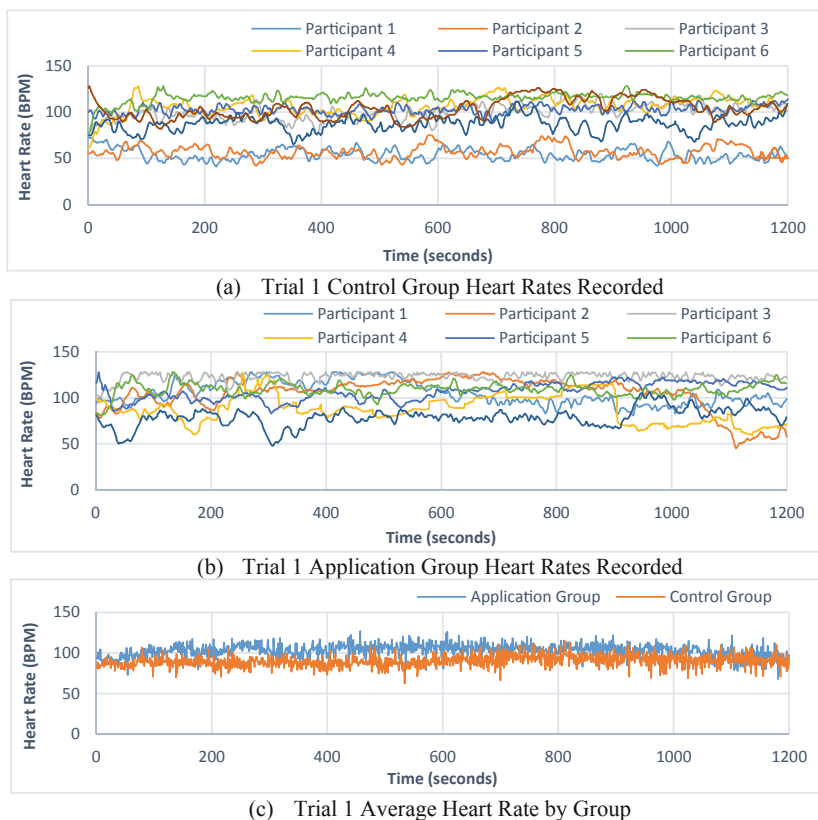 Participant 1 Participant 2 Participant 3
Participant 4 Participant 5 Participant 6
150
100
50
0
Heart Rate (BPM)
0 200 400 600 800 1000 1200
Time (seconds)
(a) Trial 1 Control Group Heart Rates Recorded
Participant 1 Participant 2 Participant 3
Participant 4 Participant 5 Participant 6
150
100
50
0
Heart Rate (BPM)
0 200 400 600 800 1000 1200
Time (seconds)
(b) Trial 1 Application Group Heart Rates Recorded
Application Group Control Group
150
100
50
0
Heart Rate (BPM)
0 200 400 600 800 1000 1200
Time (seconds)
(c) Trial 1 Average Heart Rate by Group